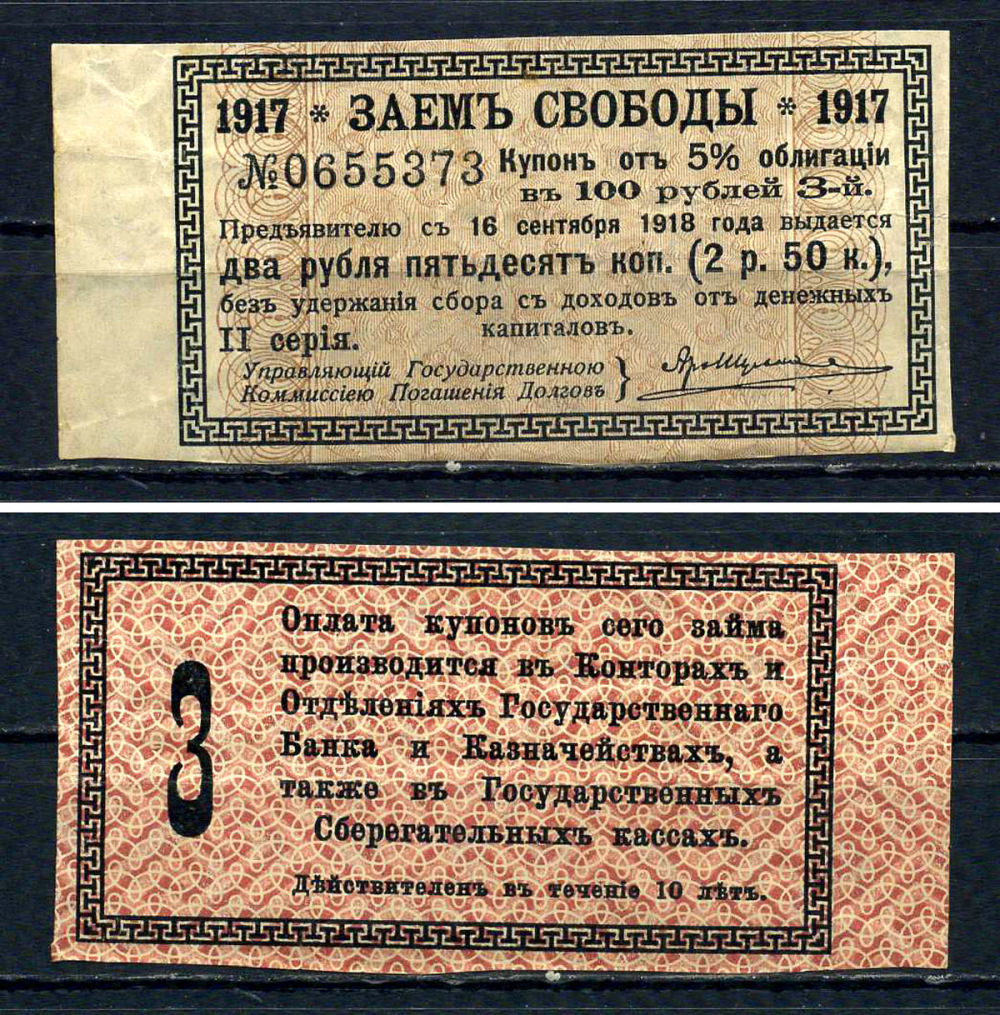 1917 * ЗАЕМЪ СВОБОДЫ * 1917
№0655373 Купонъ отъ 5% облигаціи
въ 100 рублей 3-й.
Предъявителю съ 16 сентября 1918 года выдается
два рубля пятьдесятъ коп. (2 р. 50 к.),
безъ удержанія сбора съ доходовъ отъ денежныхъ
капиталовъ.
II серія.
Управляющій Государственною
Коммиссіею Погашенія Долговъ }
3
Оплата купоновъ сего займа
производится въ Конторахъ и
Отдѣленіяхъ Государственнаго
Банка и Казначействахъ, а
также въ Государственныхъ
Сберегательныхъ кассахъ.
Дѣйствителенъ въ теченіе 10 лѣтъ.